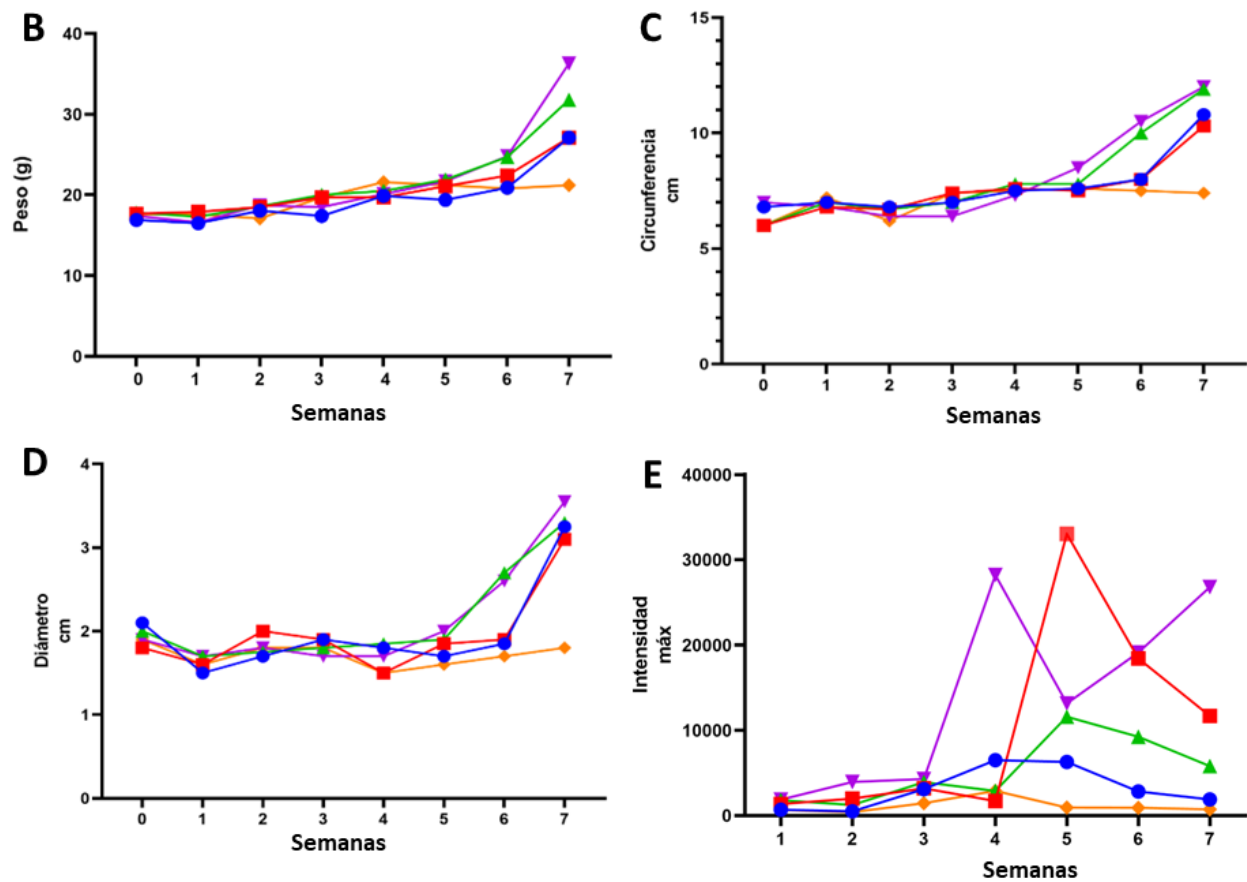 B
40
30
20
10
0
Peso (g)
0 1 2 3 4 5 6 7
Semanas
C
15
10
5
0
Circunferencia
cm
0 1 2 3 4 5 6 7
Semanas
D
4
3
2
1
0
Diámetro
cm
0 1 2 3 4 5 6 7
Semanas
E
40000
30000
20000
10000
0
Intensidad
máx
1 2 3 4 5 6 7
Semanas